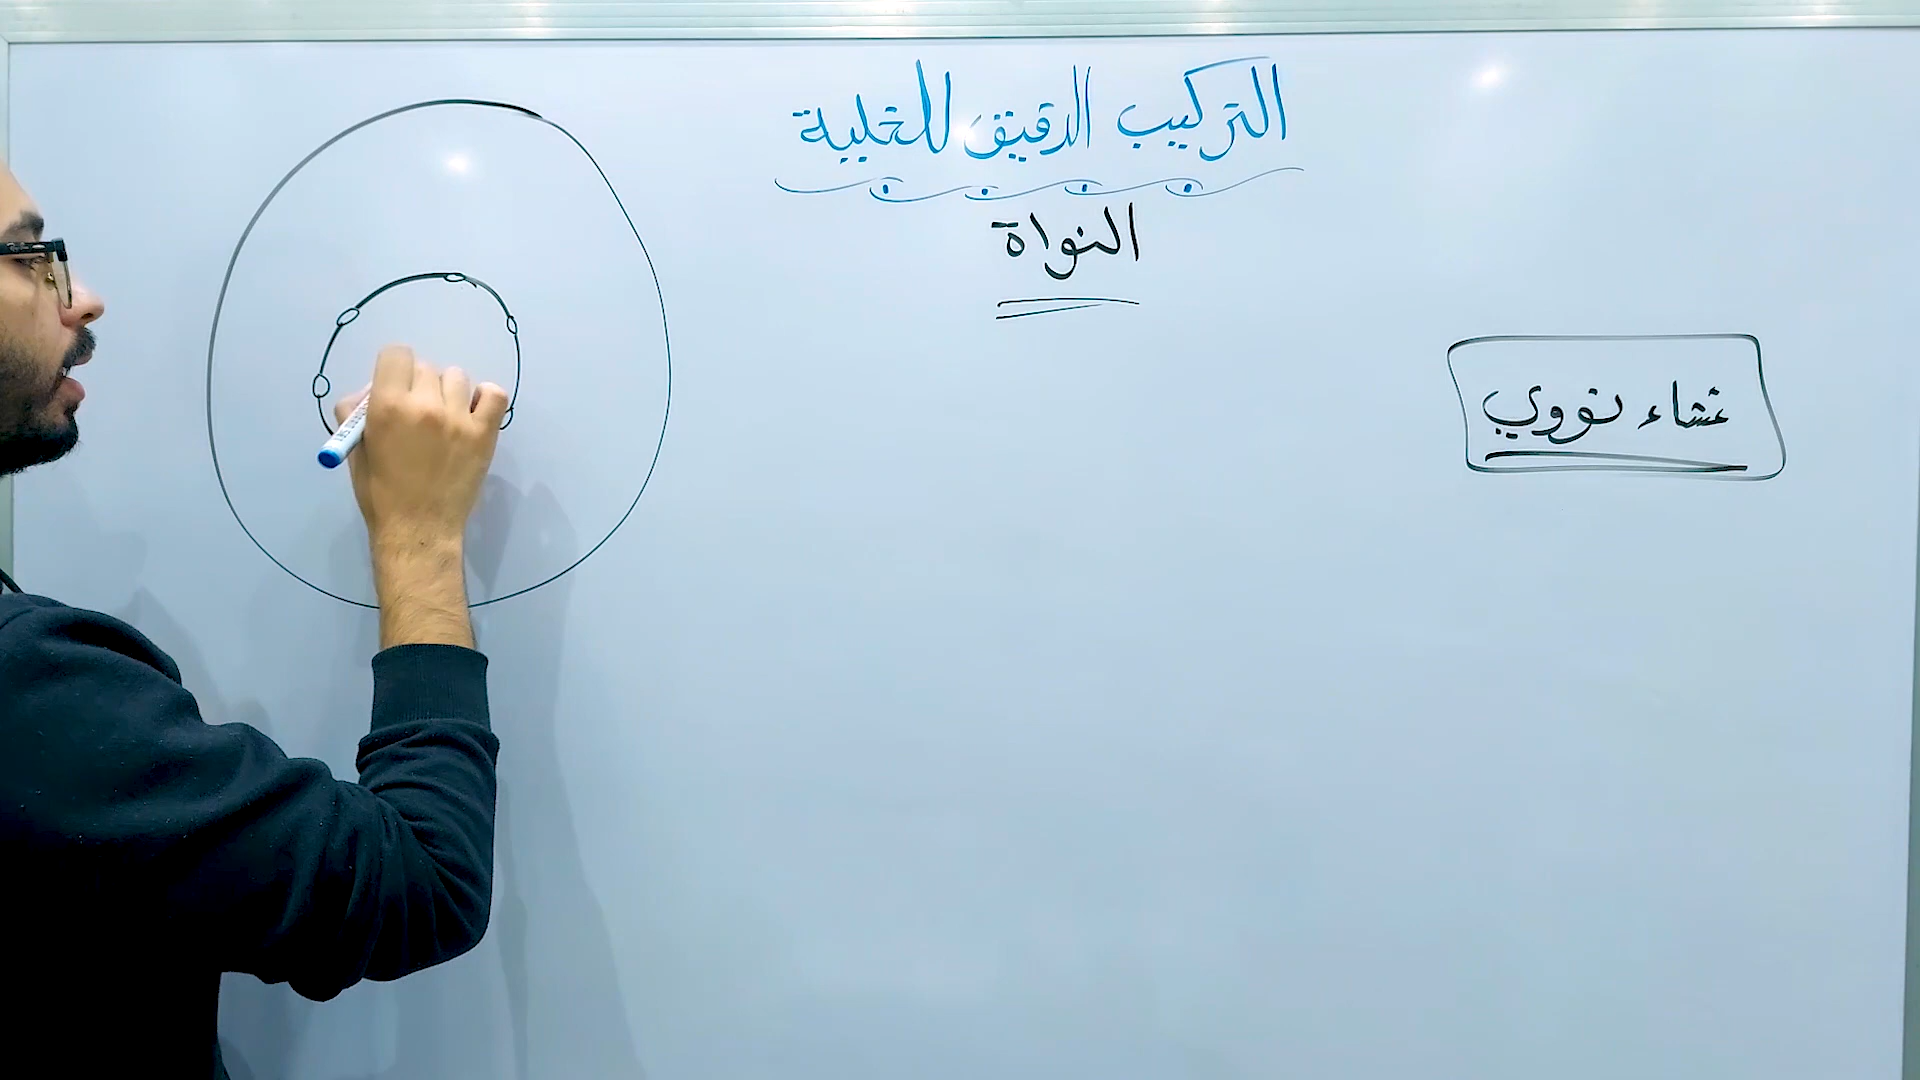 التركيب الدقيق للخلية
النواة
غشاء نووي